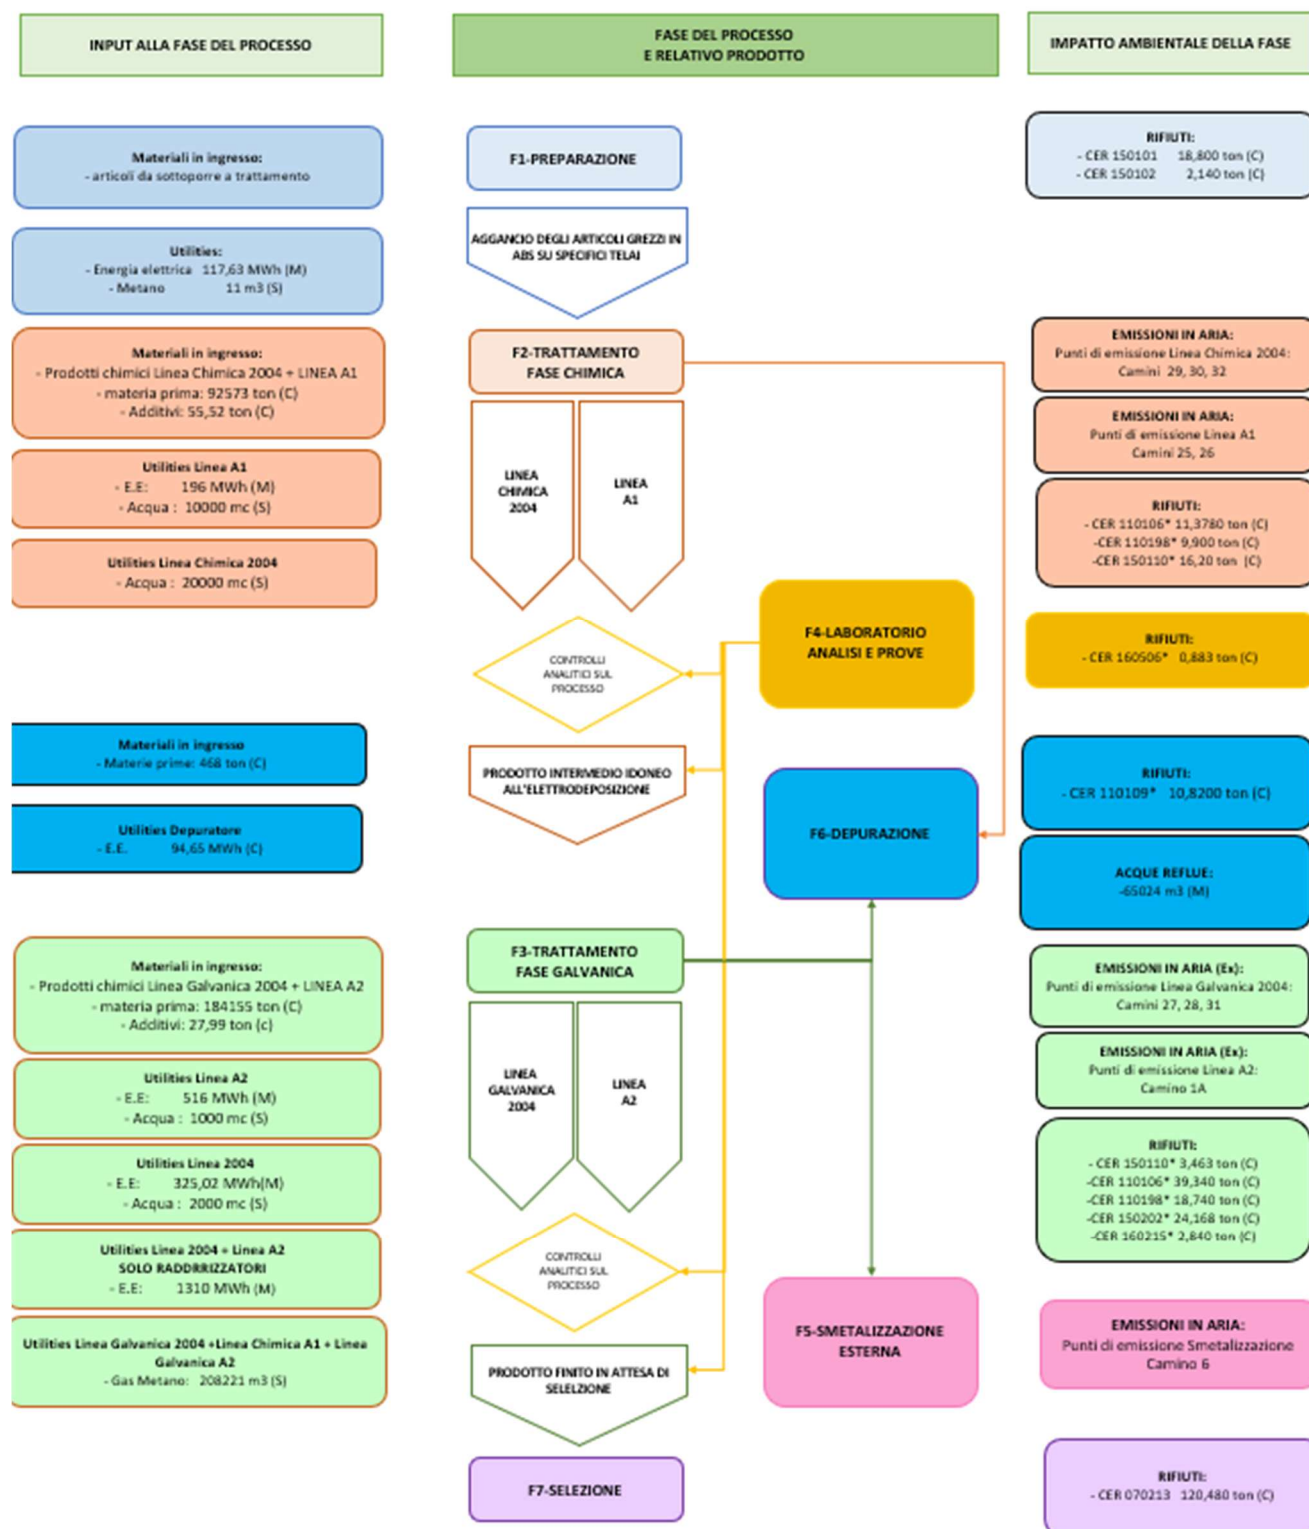 INPUT ALLA FASE DEL PROCESSO
FASE DEL PROCESSO
E RELATIVO PRODOTTO
IMPATTO AMBIENTALE DELLA FASE
Materiali in ingresso:
- articoli da sottoporre a trattamento
Utilities:
- Energia elettrica 117,63 MWh (M)
- Metano 11 m3 (S)
Materiali in ingresso:
- Prodotti chimici Linea Chimica 2004 + LINEA A1
- materia prima: 92573 ton (C)
- Additivi: 55,52 ton (C)
Utilities Linea A1
- E.E: 196 MWh (M)
- Acqua : 10000 mc (S)
Utilities Linea Chimica 2004
- Acqua : 20000 mc (S)
Materiali in ingresso
- Materie prime: 468 ton (C)
Utilities Depuratore
- E.E. 94,65 MWh (C)
Materiali in ingresso:
- Prodotti chimici Linea Galvanica 2004 + LINEA A2
- materia prima: 184155 ton (C)
- Additivi: 27,99 ton (c)
Utilities Linea A2
- E.E: 516 MWh (M)
- Acqua : 1000 mc (S)
Utilities Linea 2004
- E.E: 325,02 MWh(M)
- Acqua : 2000 mc (S)
Utilities Linea 2004 + Linea A2
SOLO RADDRRIZZATORI
- E.E: 1310 MWh (M)
Utilities Linea Galvanica 2004 +Linea Chimica A1 + Linea
Galvanica A2
- Gas Metano: 208221 m3 (S)
F1-PREPARAZIONE
AGGANCIO DEGLI ARTICOLI GREZZI IN
ABS SU SPECIFICI TELAI
F2-TRATTAMENTO
FASE CHIMICA
LINEA
CHIMICA
2004
LINEA
A1
CONTROLLI
ANALITICI SUL
PROCESSO
F4-LABORATORIO
ANALISI E PROVE
PRODOTTO INTERMEDIO IDONEO
ALL'ELETTRODEPOSIZIONE
F6-DEPURAZIONE
F3-TRATTAMENTO
FASE GALVANICA
LINEA
GALVANICA
2004
LINEA
A2
CONTROLLI
ANALITICI SUL
PROCESSO
F5-SMETALIZZAZIONE
ESTERNA
PRODOTTO FINITO IN ATTESA DI
SELELZIONE
F7-SELEZIONE
RIFIUTI:
- CER 150101 18,800 ton (C)
- CER 150102 2,140 ton (C)
EMISSIONI IN ARIA:
Punti di emissione Linea Chimica 2004:
Camini 29, 30, 32
EMISSIONI IN ARIA:
Punti di emissione Linea A1
Camini 25, 26
RIFIUTI:
- CER 110106* 11,3780 ton (C)
-CER 110198* 9,900 ton (C)
-CER 150110* 16,20 ton (C)
RIFIUTI:
- CER 160506* 0,883 ton (C)
RIFIUTI:
- CER 110109* 10,8200 ton (C)
ACQUE REFLUE:
-65024 m3 (M)
EMISSIONI IN ARIA (Ex):
Punti di emissione Linea Galvanica 2004:
Camini 27, 28, 31
EMISSIONI IN ARIA (Ex):
Punti di emissione Linea A2:
Camino 1A
RIFIUTI:
- CER 150110* 3,463 ton (C)
-CER 110106* 39,340 ton (C)
-CER 110198* 18,740 ton (C)
-CER 150202* 24,168 ton (C)
-CER 160215* 2,840 ton (C)
EMISSIONI IN ARIA:
Punti di emissione Smetalizzazione
Camino 6
RIFIUTI:
- CER 070213 120,480 ton (C)